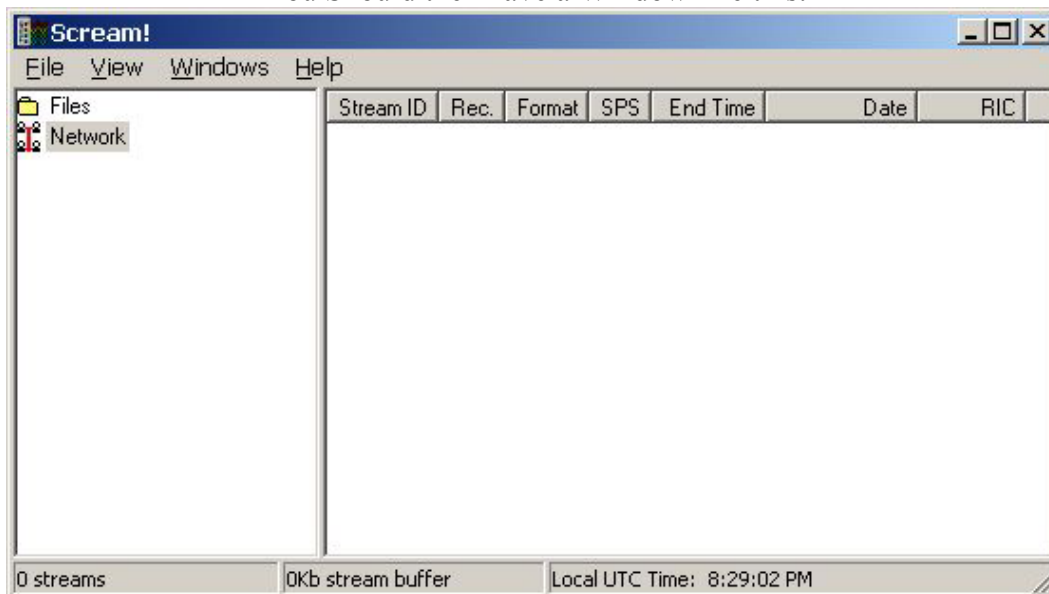 Scream!
File View Windows Help
Files
Network
Stream ID Rec. Format SPS End Time Date RIC
0 streams 0Kb stream buffer Local UTC Time: 8:29:02 PM